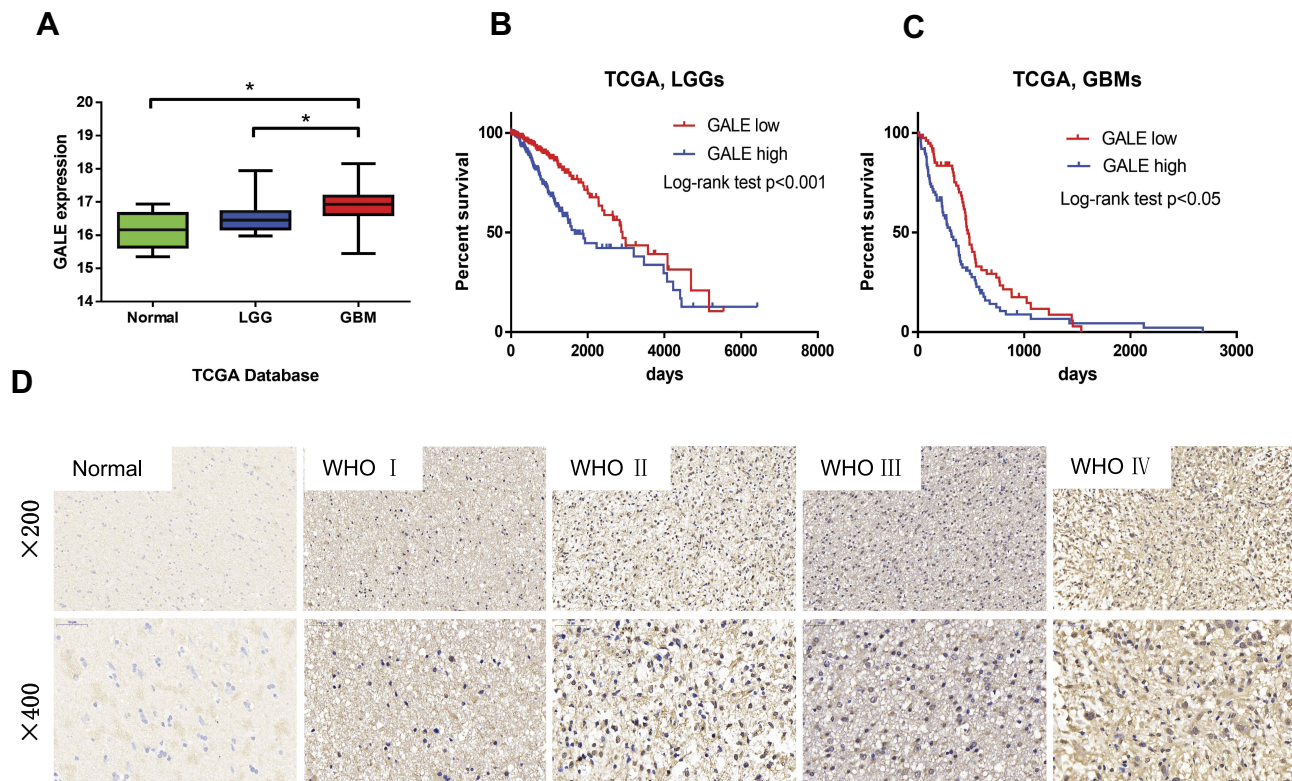 A
GALE expression
20
19
18
17
16
15
14
*
*
Normal
LGG
GBM
TCGA Database
B
TCGA, LGGs
GALE low
GALE high
Log-rank test p<0.001
Percent survival
100
50
0
0
2000
4000
6000
8000
days
C
TCGA, GBMs
GALE low
GALE high
Log-rank test p<0.05
Percent survival
100
50
0
0
1000
2000
3000
days
D
Normal
WHO Ⅰ
WHO Ⅱ
WHO Ⅲ
WHO Ⅳ
×200
×400